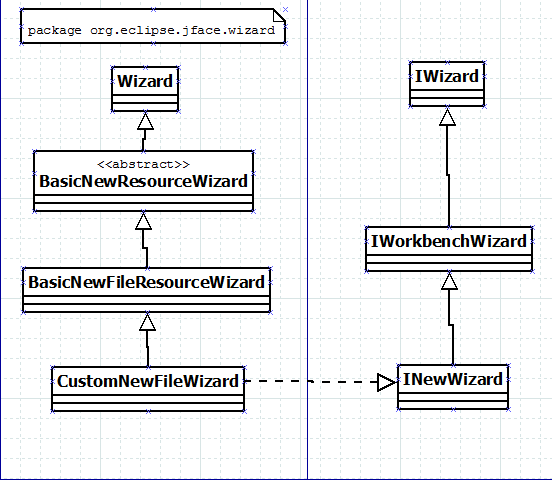 package org.eclipse.jface.wizard
Wizard
<<abstract>>
BasicNewResourceWizard
BasicNewFileResourceWizard
CustomNewFileWizard
IWizard
IWorkbenchWizard
INewWizard